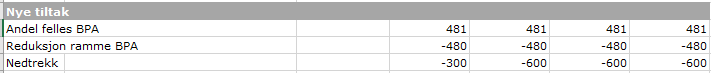 Nye tiltak
Andel felles BPA 481 481 481 481
Reduksjon ramme BPA -480 -480 -480 -480
Nedtrekk -300 -600 -600 -600